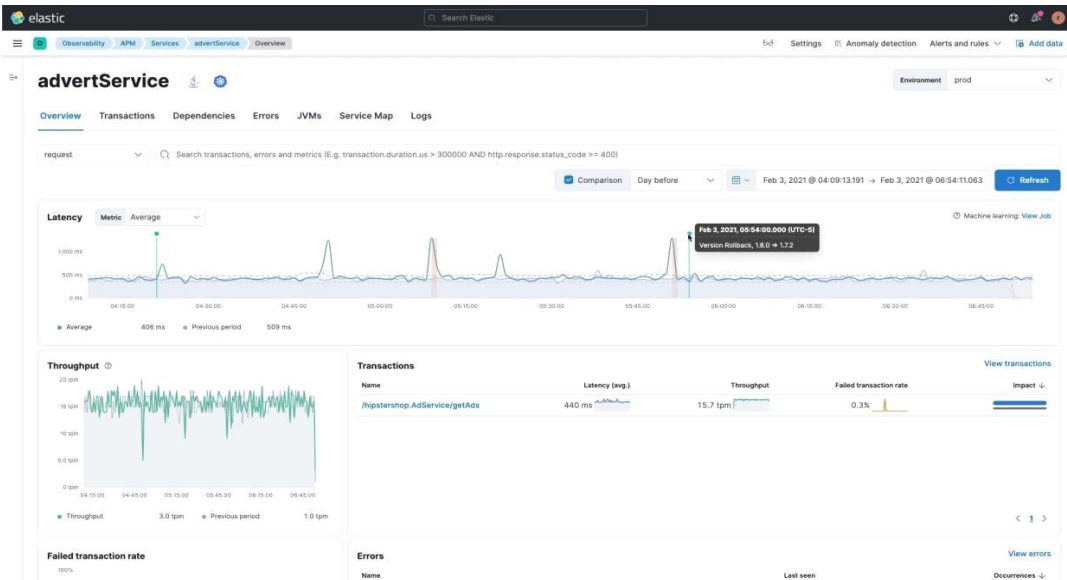 elastic
Search Elastic
D Observability APM Services advertService Overview
Settings Anomaly detection Alerts and rules Add data
advertService
Environment prod
Overview Transactions Dependencies Errors JVMs Service Map Logs
request Search transactions, errors and metrics (E.g. transaction.duration.us > 300000 AND http.response.status_code >= 400)
Comparison Day before Feb 3, 2021 @ 04:09:13.191 → Feb 3, 2021 @ 06:54:11.063 Refresh
Latency Metric Average
Machine learning: View Job
Feb 3, 2021, 05:54:00.000 (UTC-5)
Version Rollback, 1.8.0 → 1.7.2
1,000 ms
500 ms
0 ms
04:15:00 04:30:00 04:45:00 05:00:00 05:15:00 05:30:00 05:45:00 06:00:00 06:15:00 06:30:00 06:45:00
Average 406 ms Previous period 509 ms
Throughput
20 tpm
15 tpm
10 tpm
5.0 tpm
0 tpm
04:15:00 04:45:00 05:15:00 05:45:00 06:15:00 06:45:00
Throughput 3.0 tpm Previous period 1.0 tpm
Transactions
View transactions
Name Latency (avg.) Throughput Failed transaction rate Impact ↓
/hipstershop.AdService/getAds 440 ms 15.7 tpm 0.3%
< 1 >
Failed transaction rate
100%
Errors
View errors
Name Last seen Occurrences ↓